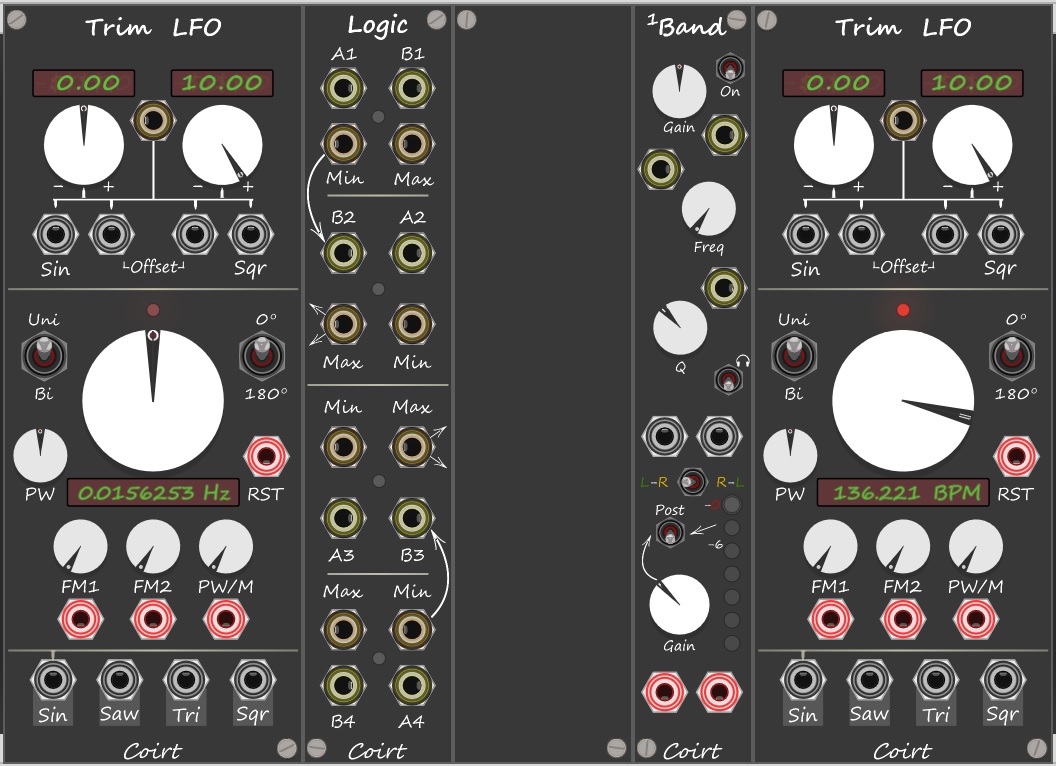 Trim LFO
0.00 10.00
- + - +
Sin Offset Sqr
Uni 0°
Bi 180°
PW RST
0.0156253 Hz
FM1 FM2 PW/M
Sin Saw Tri Sqr
Coirt
Logic
A1 B1
Min Max
B2 A2
Max Min
Min Max
A3 B3
Max Min
B4 A4
Coirt
1Band
On
Gain
Freq
Q
L-R R-L
Post -0
-6
Gain
Coirt
Trim LFO
0.00 10.00
- + - +
Sin Offset Sqr
Uni 0°
Bi 180°
PW RST
136.221 BPM
FM1 FM2 PW/M
Sin Saw Tri Sqr
Coirt